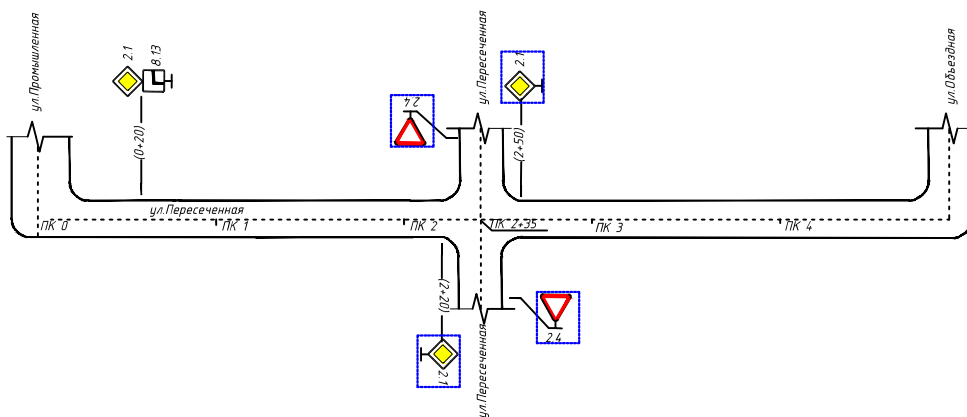 ул.Промышленная
2.1
8.13
(0+20)
2.4
ул.Пересеченная
2.1
(2+50)
ул.Объездная
ул.Пересеченная
ПК 0
ПК 1
ПК 2
ПК 2+35
ПК 3
ПК 4
(2+20)
2.1
ул.Пересеченная
2.4